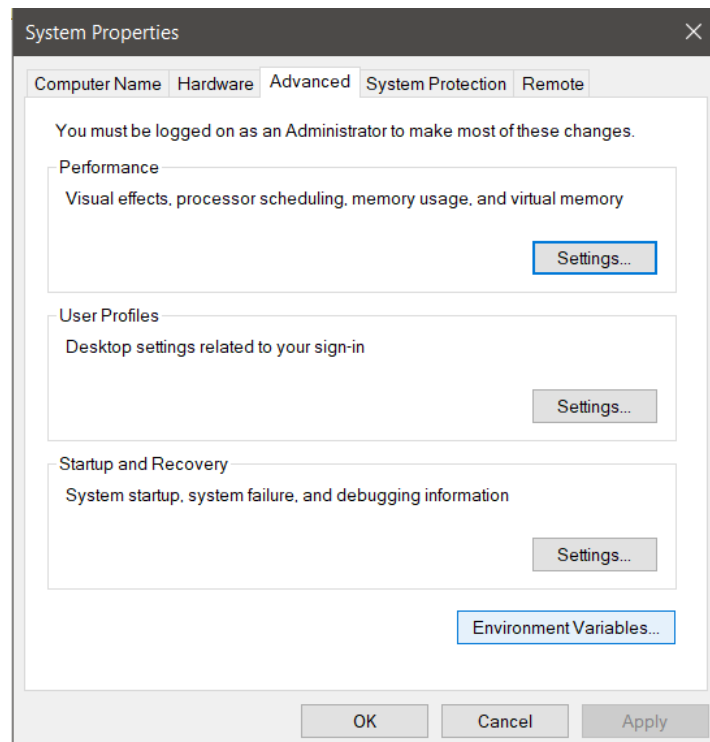 System Properties
Computer Name Hardware Advanced System Protection Remote
You must be logged on as an Administrator to make most of these changes.
Performance
Visual effects, processor scheduling, memory usage, and virtual memory
Settings...
User Profiles
Desktop settings related to your sign-in
Settings...
Startup and Recovery
System startup, system failure, and debugging information
Settings...
Environment Variables...
OK Cancel Apply